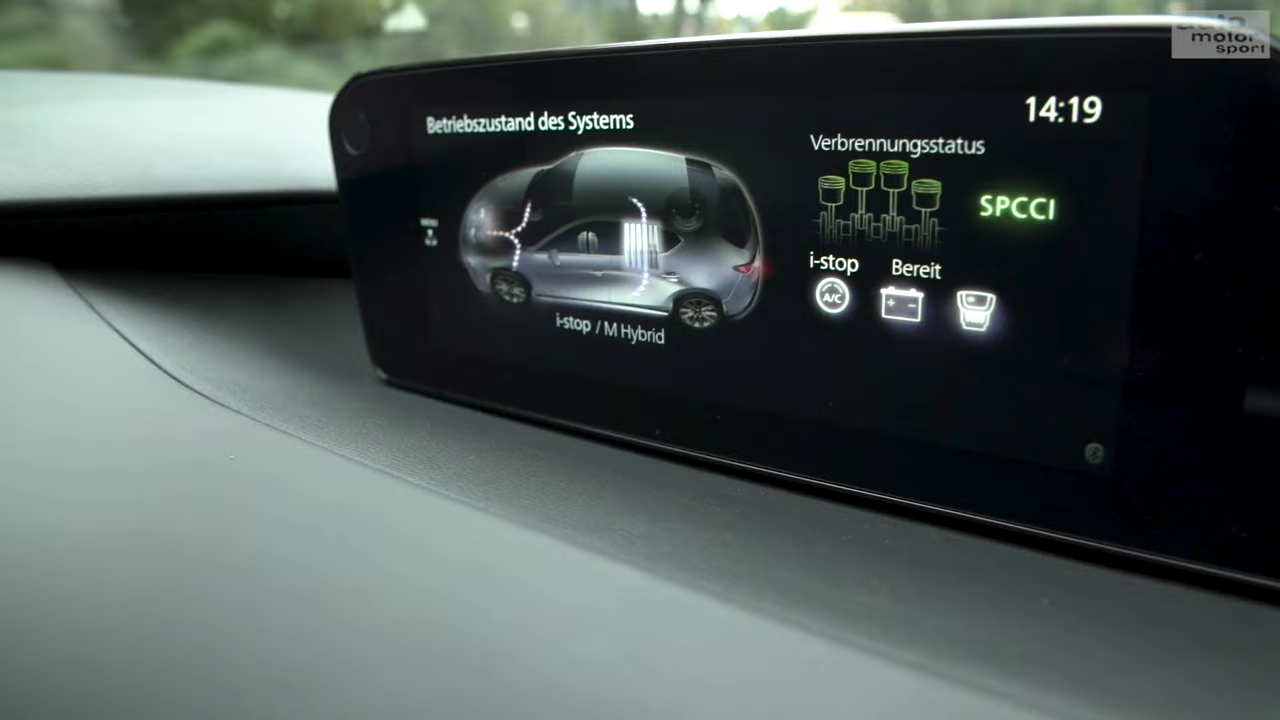 auto
motor
sport
14:19
Betriebszustand des Systems
Verbrennungsstatus
SPCCI
i-stop Bereit
A/C
i-stop / M Hybrid